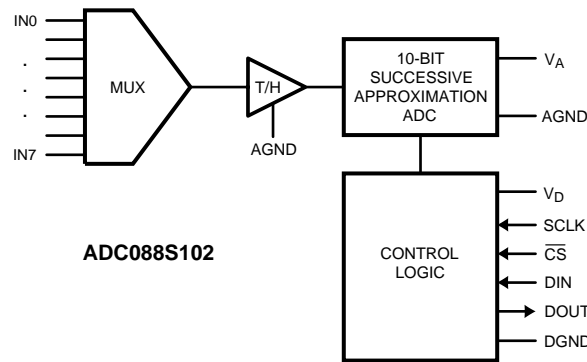 IN0
MUX
IN7
T/H
AGND
10-BIT
SUCCESSIVE
APPROXIMATION
ADC
VA
AGND
ADC088S102
CONTROL
LOGIC
VD
SCLK
CS
DIN
DOUT
DGND